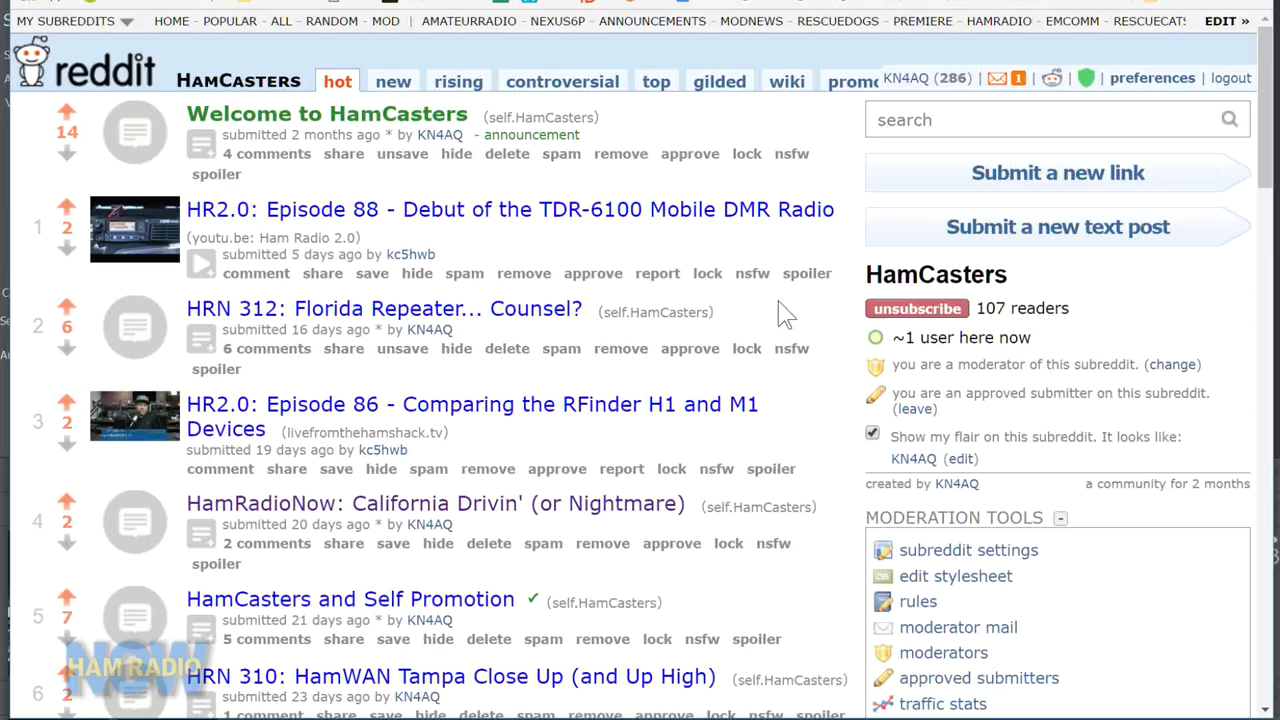 MY SUBREDDITS HOME - POPULAR - ALL - RANDOM - MOD | AMATEURRADIO - NEXUS6P - ANNOUNCEMENTS - MODNEWS - RESCUEDOGS - PREMIERE - HAMRADIO - EMCOMM - RESCUECATS EDIT »
reddit HAMCASTERS hot new rising controversial top gilded wiki promo KN4AQ (286) | 1 | | | preferences | logout
14
Welcome to HamCasters (self.HamCasters)
submitted 2 months ago * by KN4AQ - announcement
4 comments share unsave hide delete spam remove approve lock nsfw
spoiler
1
2
HR2.0: Episode 88 - Debut of the TDR-6100 Mobile DMR Radio
(youtu.be: Ham Radio 2.0)
submitted 5 days ago by kc5hwb
comment share save hide spam remove approve report lock nsfw spoiler
2
6
HRN 312: Florida Repeater... Counsel? (self.HamCasters)
submitted 16 days ago * by KN4AQ
6 comments share unsave hide delete spam remove approve lock nsfw
spoiler
3
2
HR2.0: Episode 86 - Comparing the RFinder H1 and M1
Devices (livefromthehamshack.tv)
submitted 19 days ago by kc5hwb
comment share save hide spam remove approve report lock nsfw spoiler
4
2
HamRadioNow: California Drivin' (or Nightmare) (self.HamCasters)
submitted 20 days ago * by KN4AQ
2 comments share save hide delete spam remove approve lock nsfw
spoiler
5
7
HamCasters and Self Promotion ✓ (self.HamCasters)
submitted 21 days ago by KN4AQ
5 comments share save hide delete spam remove lock nsfw spoiler
6
2
HRN 310: HamWAN Tampa Close Up (and Up High) (self.HamCasters)
submitted 23 days ago by KN4AQ
1 comment share save hide delete spam remove approve lock nsfw spoiler
HAM RADIO
NOW
search
Submit a new link
Submit a new text post
HamCasters
unsubscribe 107 readers
~1 user here now
you are a moderator of this subreddit. (change)
you are an approved submitter on this subreddit.
(leave)
Show my flair on this subreddit. It looks like:
KN4AQ (edit)
created by KN4AQ a community for 2 months
MODERATION TOOLS -
subreddit settings
edit stylesheet
rules
moderator mail
moderators
approved submitters
traffic stats